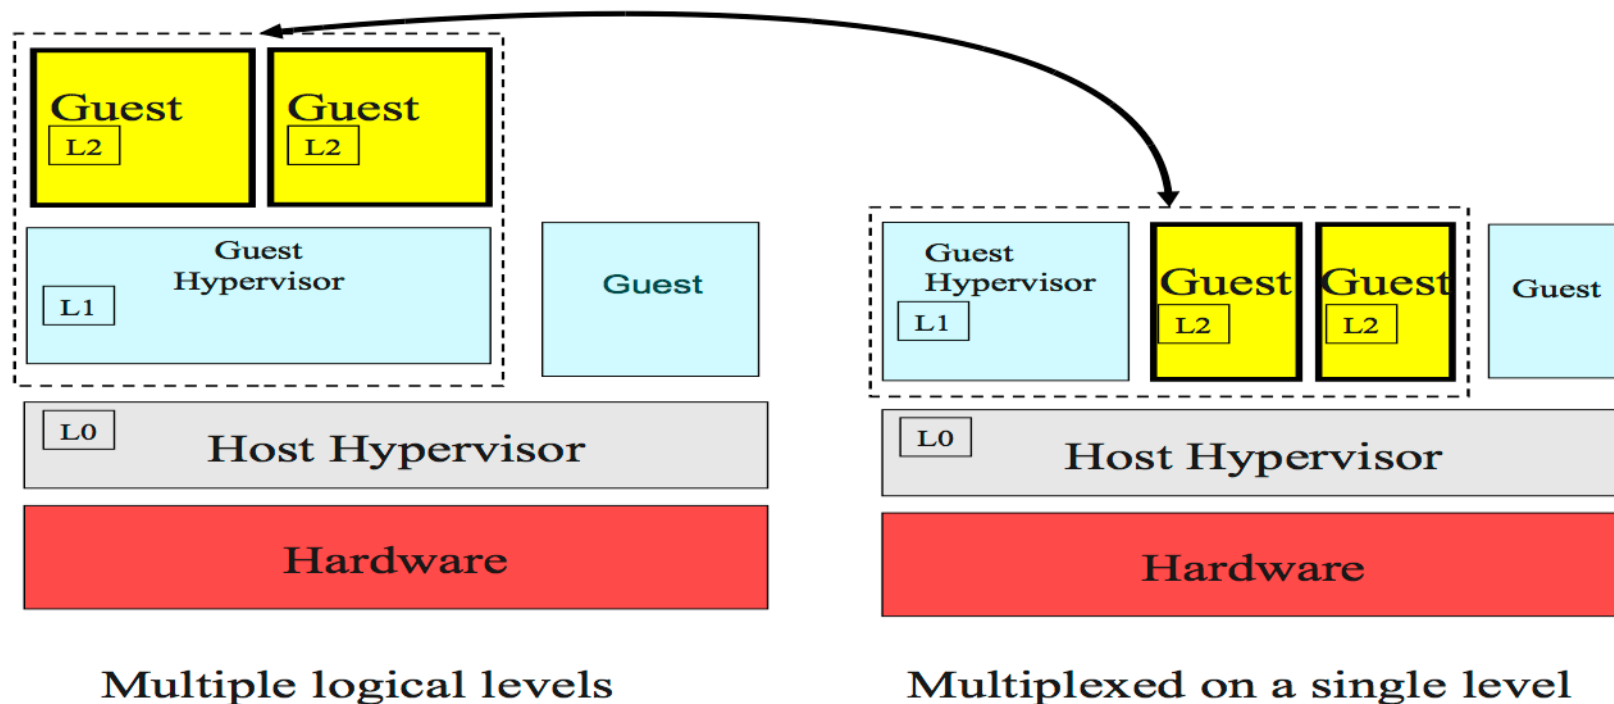 Guest
L2
Guest
L2
Guest
Hypervisor
L1
Guest
L0
Host Hypervisor
Hardware
Multiple logical levels
Guest
Hypervisor
L1
Guest
L2
Guest
L2
Guest
L0
Host Hypervisor
Hardware
Multiplexed on a single level